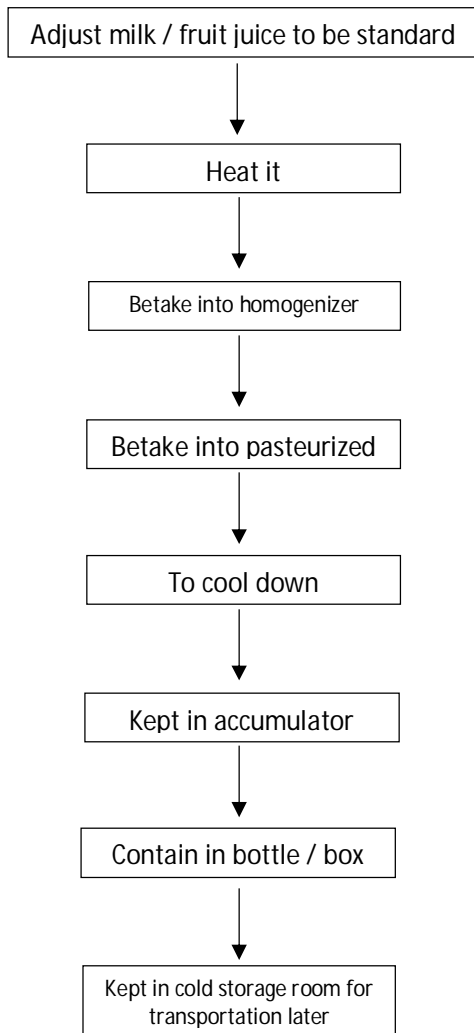 Adjust milk / fruit juice to be standard
Heat it
Betake into homogenizer
Betake into pasteurized
To cool down
Kept in accumulator
Contain in bottle / box
Kept in cold storage room for
transportation later